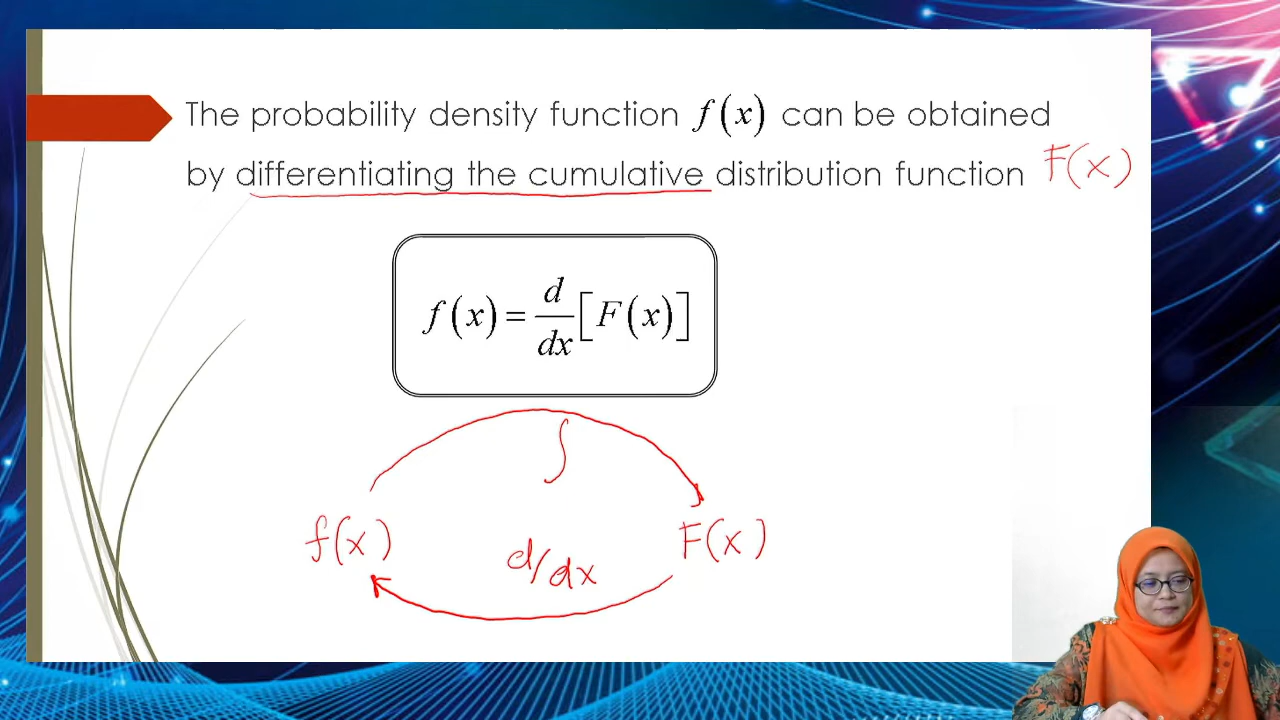 The probability density function f(x) can be obtained
by differentiating the cumulative distribution function F(x)
f(x) = d/dx [F(x)]
∫
f(x) F(x)
d/dx